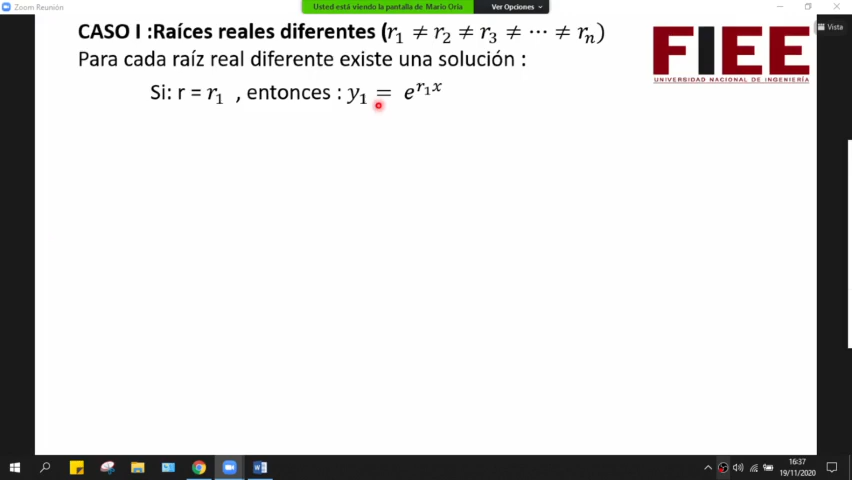 Zoom Reunión
Usted está viendo la pantalla de Mario Oria
Ver Opciones
Vista
CASO I :Raíces reales diferentes (r₁ ≠ r₂ ≠ r₃ ≠ ⋯ ≠ rₙ)
Para cada raíz real diferente existe una solución :
Si: r = r₁ , entonces : y₁ = e^{r₁x}
FIEE
UNIVERSIDAD NACIONAL DE INGENIERÍA
16:37
19/11/2020